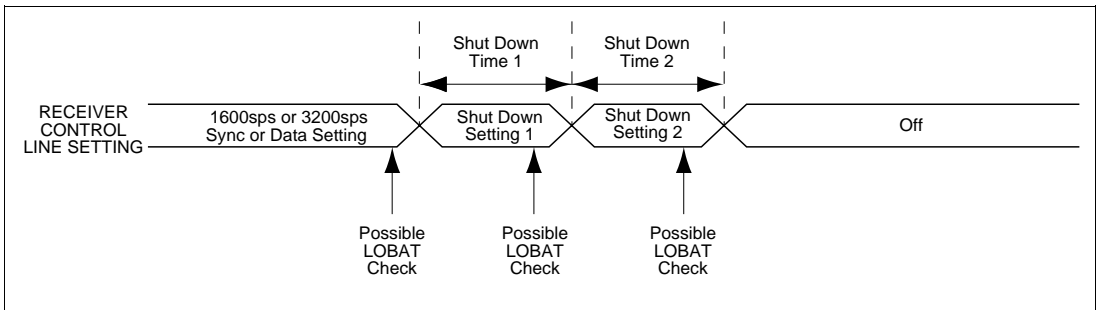 Shut Down
Time 1
Shut Down
Time 2
RECEIVER
CONTROL
LINE SETTING
1600sps or 3200sps
Sync or Data Setting
Shut Down
Setting 1
Shut Down
Setting 2
Off
Possible
LOBAT
Check
Possible
LOBAT
Check
Possible
LOBAT
Check